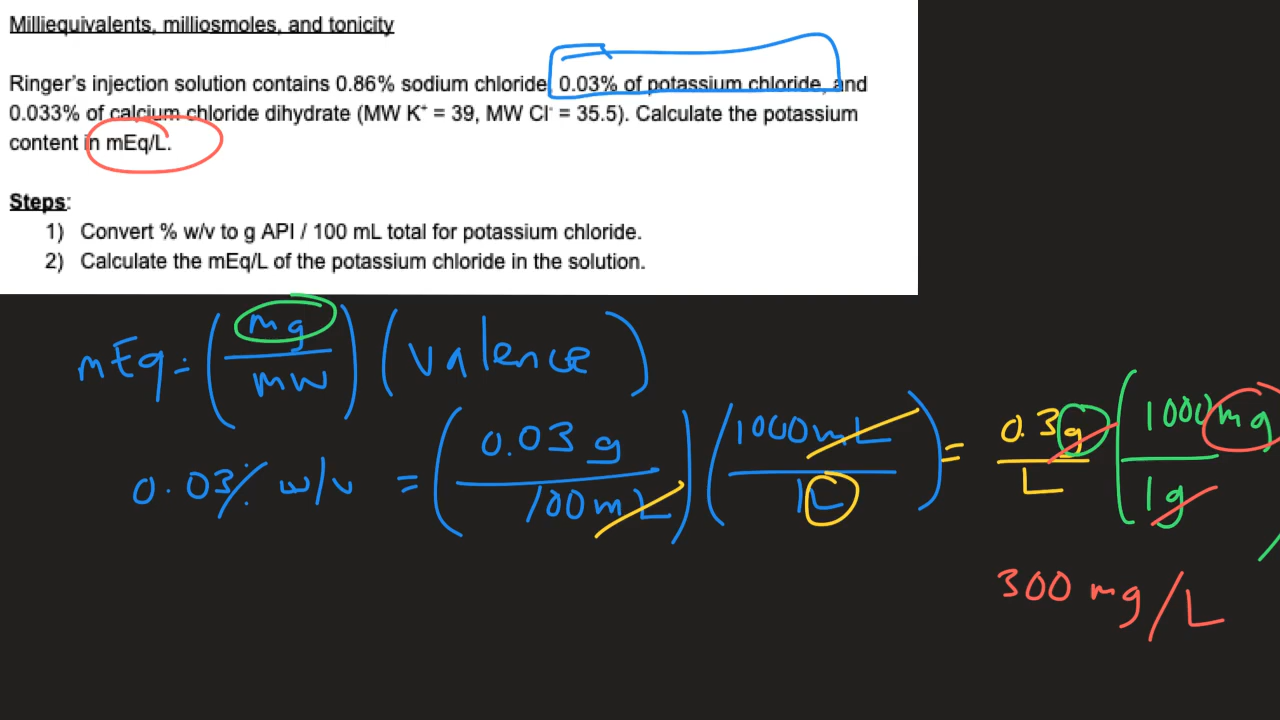 Milliequivalents, milliosmoles, and tonicity
Ringer's injection solution contains 0.86% sodium chloride, 0.03% of potassium chloride, and
0.033% of calcium chloride dihydrate (MW K⁺ = 39, MW Cl⁻ = 35.5). Calculate the potassium
content in mEq/L.
Steps:
1) Convert % w/v to g API / 100 mL total for potassium chloride.
2) Calculate the mEq/L of the potassium chloride in the solution.
mEq = (mg / mw) (valence)
0.03% w/v = (0.03 g / 100 mL) (1000 mL / 1L) = 0.3 g / L (1000 mg / 1 g)
300 mg/L